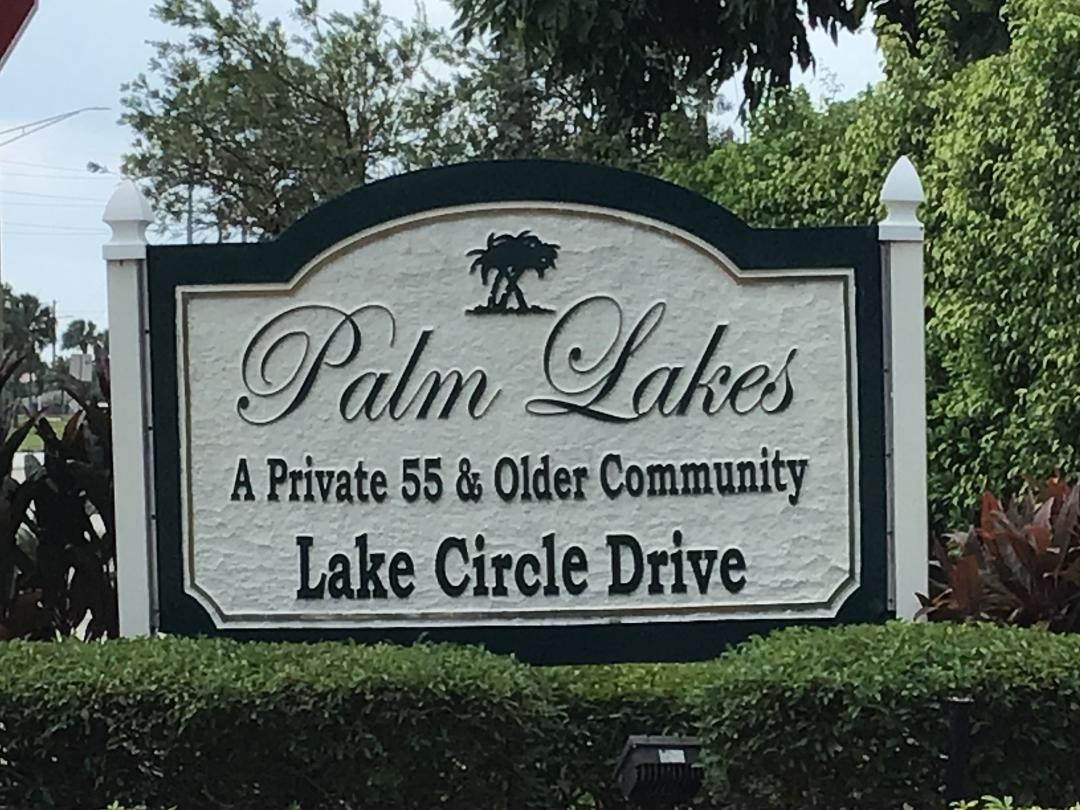 Palm Lakes
A Private 55 & Older Community
Lake Circle Drive